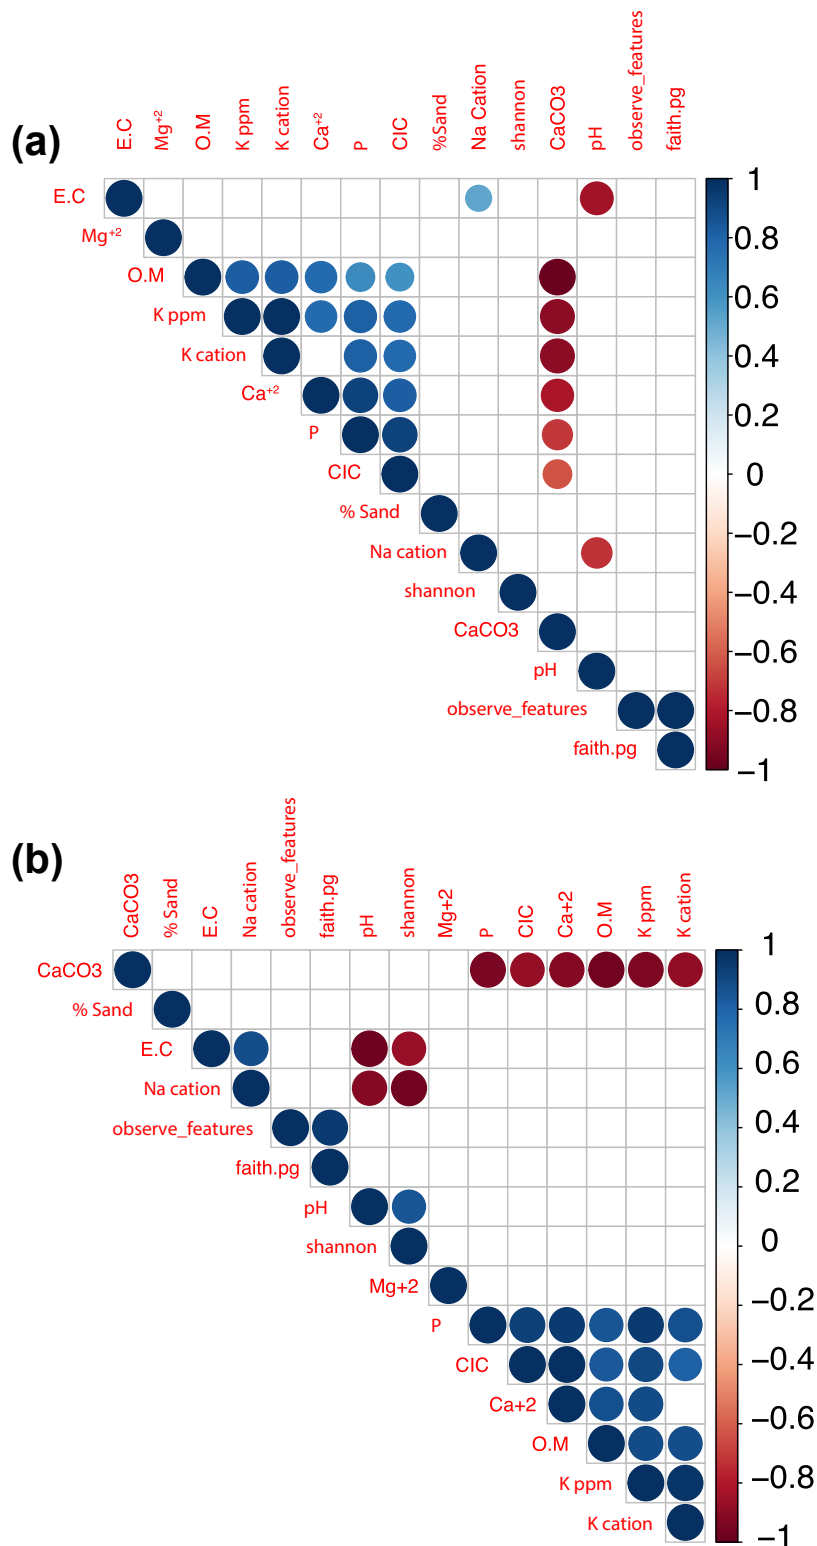 (a)
E.C
Mg+2
O.M
K ppm
K cation
Ca+2
P
CIC
%Sand
Na Cation
shannon
CaCO3
pH
observe_features
faith.pg
E.C
Mg+2
O.M
K ppm
K cation
Ca+2
P
CIC
% Sand
Na cation
shannon
CaCO3
pH
observe_features
faith.pg
1
0.8
0.6
0.4
0.2
0
−0.2
−0.4
−0.6
−0.8
−1
(b)
CaCO3
% Sand
E.C
Na cation
observe_features
faith.pg
pH
shannon
Mg+2
P
CIC
Ca+2
O.M
K ppm
K cation
CaCO3
% Sand
E.C
Na cation
observe_features
faith.pg
pH
shannon
Mg+2
P
CIC
Ca+2
O.M
K ppm
K cation
1
0.8
0.6
0.4
0.2
0
−0.2
−0.4
−0.6
−0.8
−1